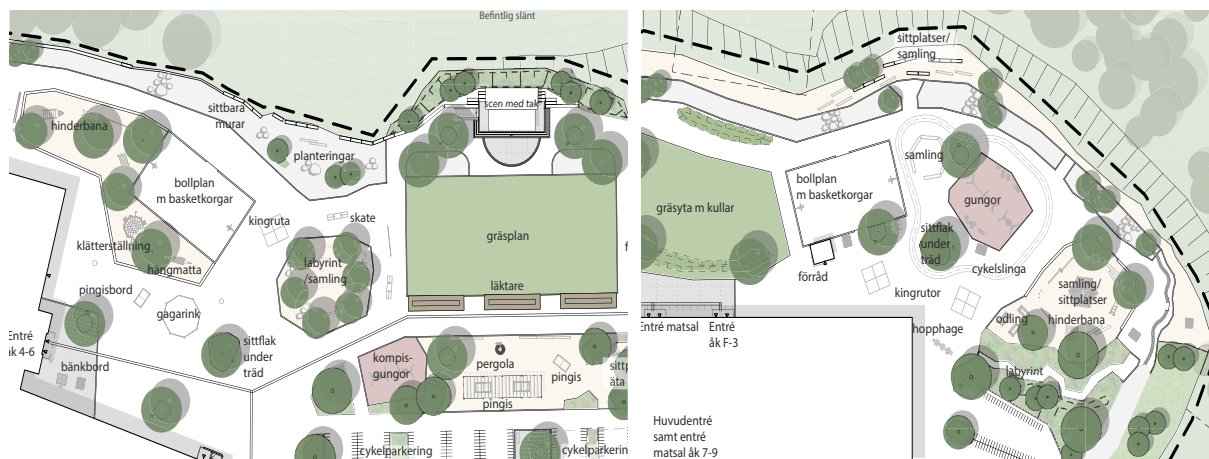 Befintlig slänt
scen med tak
sittbara
murar
hinderbana
planteringar
bollplan
m basketkorgar
kingruta
skate
klätterställning
hängmatta
labyrint
/samling
gräsplan
pingisbord
gagarink
läktare
Entré
åk 4-6
bänkbord
sittflak
under
träd
kompis-
gungor
pergola
pingis
pingis
cykelparkering
cykelparkerin
sittplatser/
samling
samling
bollplan
m basketkorgar
gungor
gräsyta m kullar
sittflak
under
träd
förråd
cykelslinga
kingrutor
samling/
sittplatser
odling
hinderbana
hopphage
labyrint
Entré matsal
Entré
åk F-3
Huvudentré
samt entré
matsal åk 7-9